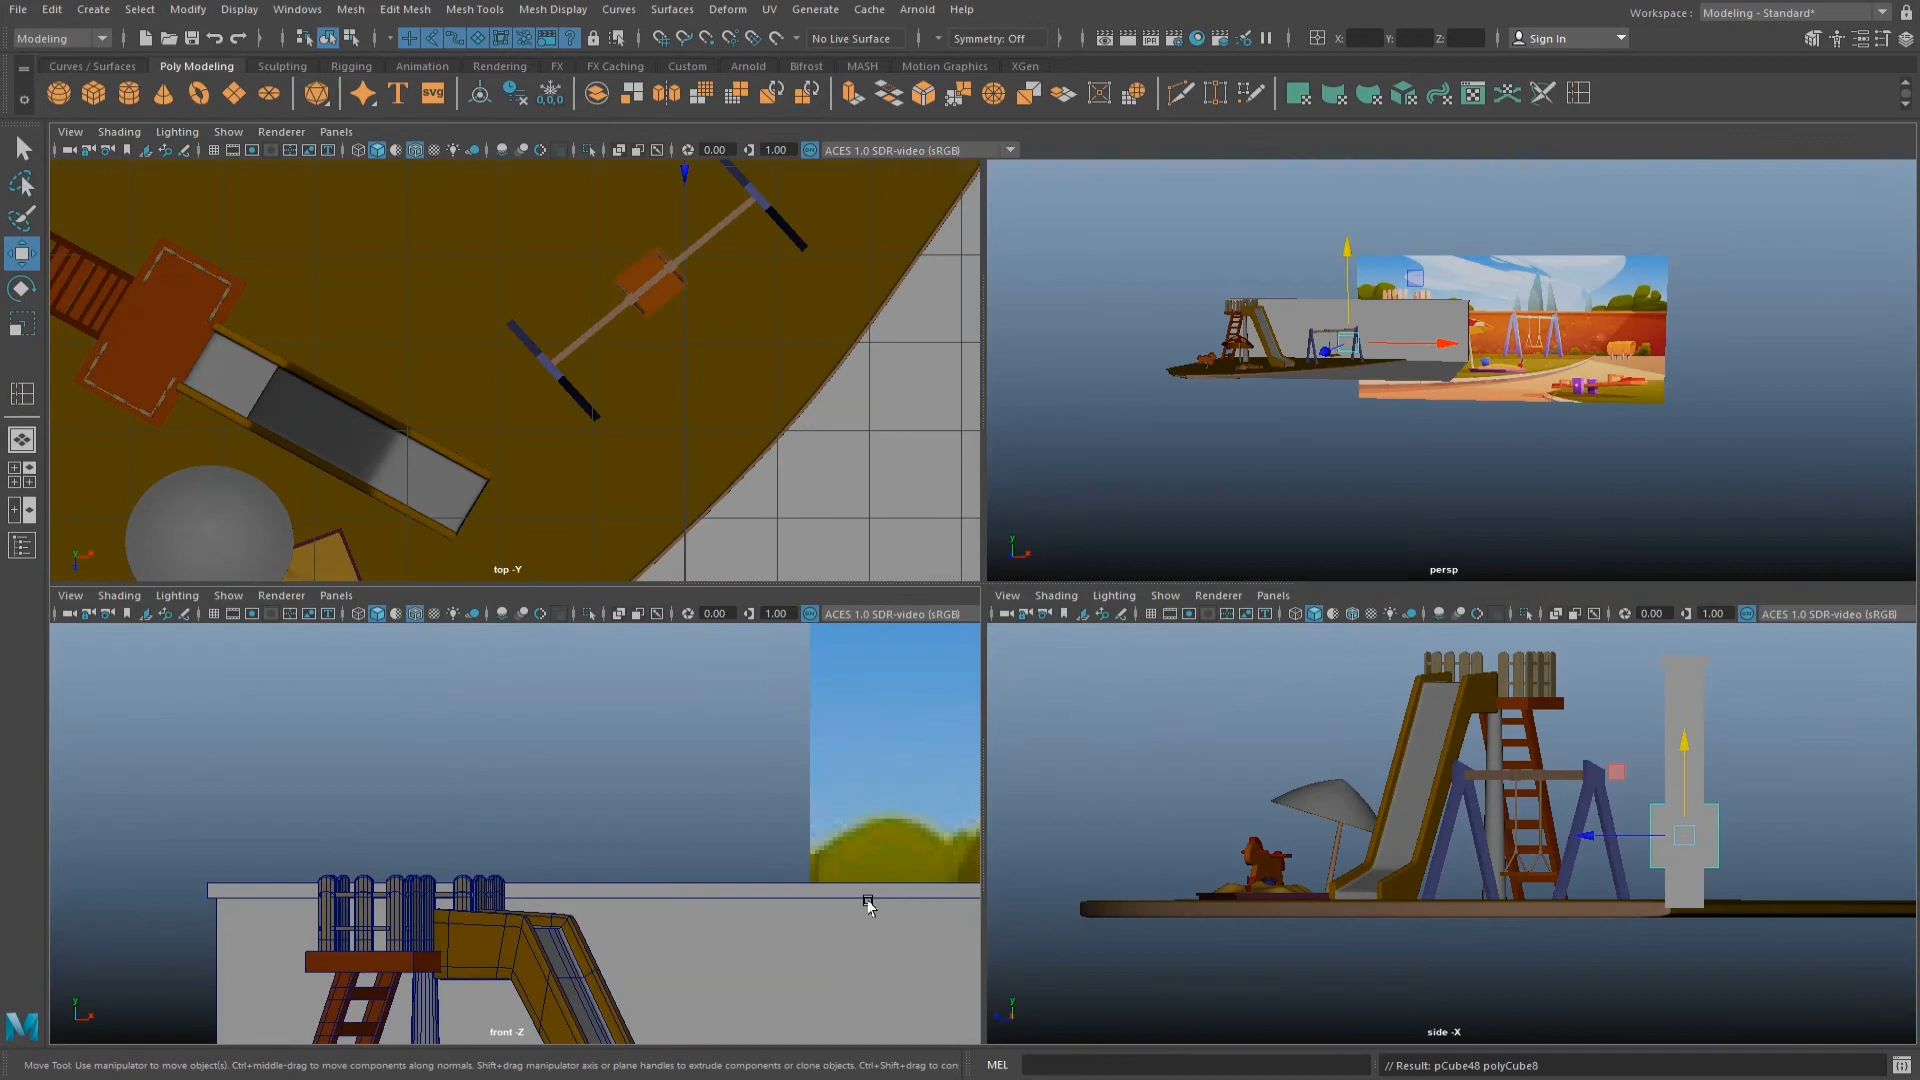 File Edit Create Select Modify Display Windows Mesh Edit Mesh Mesh Tools Mesh Display Curves Surfaces Deform UV Generate Cache Arnold Help
Workspace : Modeling - Standard*
Modeling
No Live Surface
Symmetry: Off
X:
Y:
Z:
Sign In
Curves / Surfaces Poly Modeling Sculpting Rigging Animation Rendering FX FX Caching Custom Arnold Bifrost MASH Motion Graphics XGen
T
svg
0,0,0
IPR
View Shading Lighting Show Renderer Panels
0.00 1.00 ACES 1.0 SDR-video (sRGB)
top -Y
persp
View Shading Lighting Show Renderer Panels
0.00 1.00 ACES 1.0 SDR-video (sRGB)
front -Z
View Shading Lighting Show Renderer Panels
0.00 1.00 ACES 1.0 SDR-video (sRGB)
side -X
Move Tool: Use manipulator to move object(s). Ctrl+middle-drag to move components along normals. Shift+drag manipulator axis or plane handles to extrude components or clone objects. Ctrl+Shift+drag to con
MEL
// Result: pCube48 polyCube8